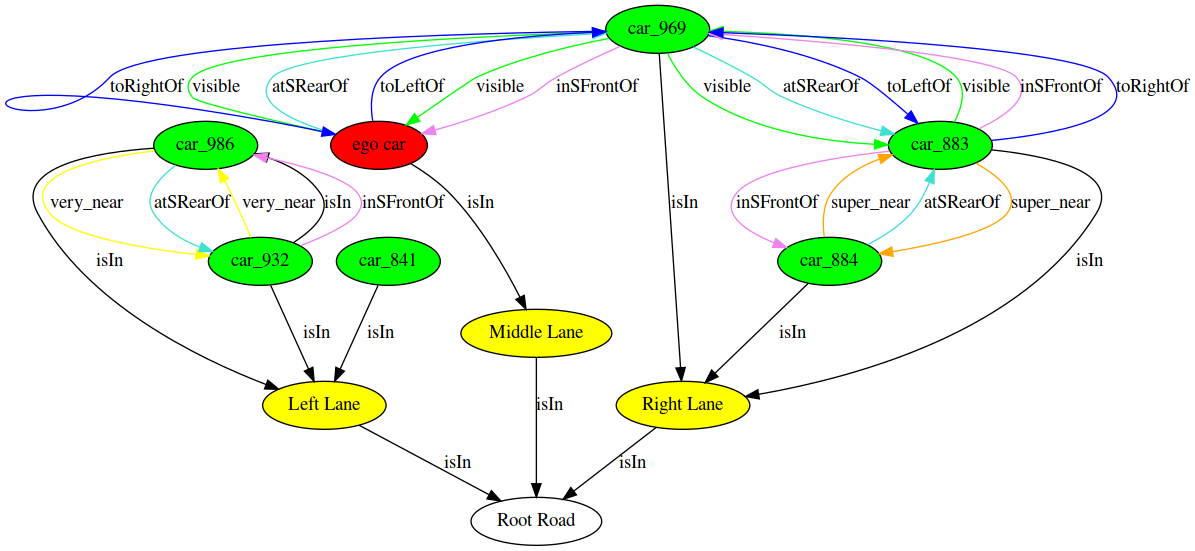 car_969
toRightOf visible atSRearOf toLeftOf visible inSFrontOf visible atSRearOf toLeftOf visible inSFrontOf toRightOf
car_986 ego car car_883
very_near atSRearOf very_near isIn inSFrontOf isIn isIn inSFrontOf super_near atSRearOf super_near
isIn car_932 car_841 car_884 isIn
isIn isIn Middle Lane isIn
Left Lane isIn Right Lane
isIn isIn
Root Road